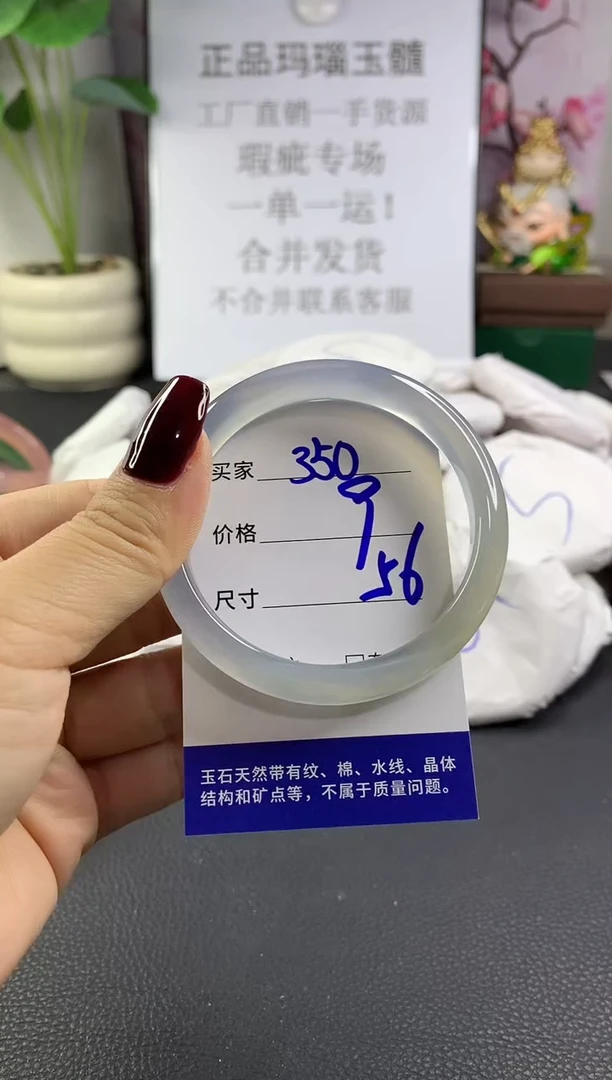 正品玛瑙玉髓
工厂直销一手货源
瑕疵专场
一单一运！
合并发货
不合并联系客服
买家 350
价格
尺寸 56
玉石天然带有纹、棉、水线、晶体
结构和矿点等，不属于质量问题。